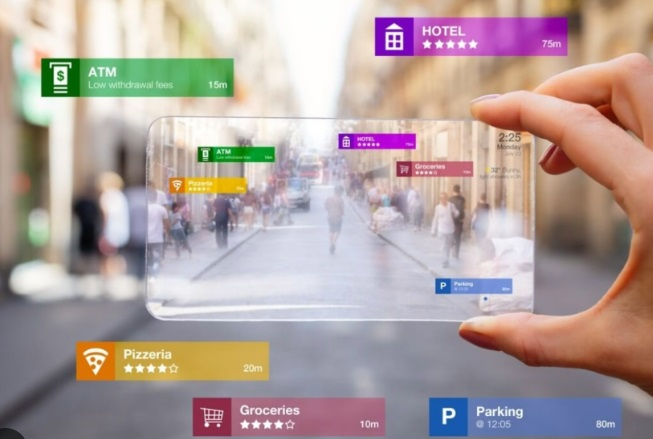 HOTEL
75m
ATM
Low withdrawal fees
15m
2:25
Monday
ATM
HOTEL
Groceries
Pizzeria
Parking
Pizzeria
20m
Groceries
10m
P
Parking
@ 12:05
80m